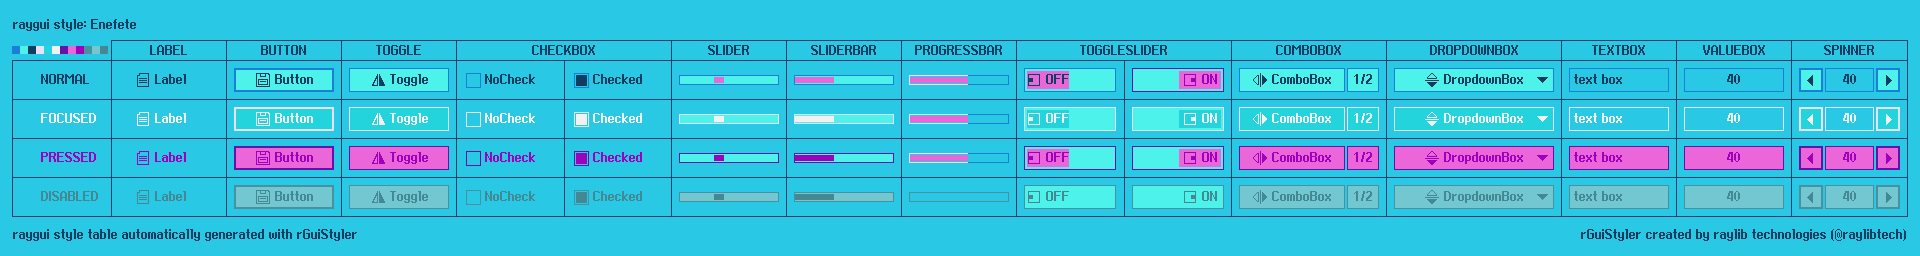 raygui style: Enefete
LABEL BUTTON TOGGLE CHECKBOX SLIDER SLIDERBAR PROGRESSBAR TOGGLESLIDER COMBOBOX DROPDOWNBOX TEXTBOX VALUEBOX SPINNER
NORMAL Label Button Toggle NoCheck Checked OFF ON ComboBox 1/2 DropdownBox text box 40 40
FOCUSED Label Button Toggle NoCheck Checked OFF ON ComboBox 1/2 DropdownBox text box 40 40
PRESSED Label Button Toggle NoCheck Checked OFF ON ComboBox 1/2 DropdownBox text box 40 40
DISABLED Label Button Toggle NoCheck Checked OFF ON ComboBox 1/2 DropdownBox text box 40 40
raygui style table automatically generated with rGuiStyler rGuiStyler created by raylib technologies (@raylibtech)